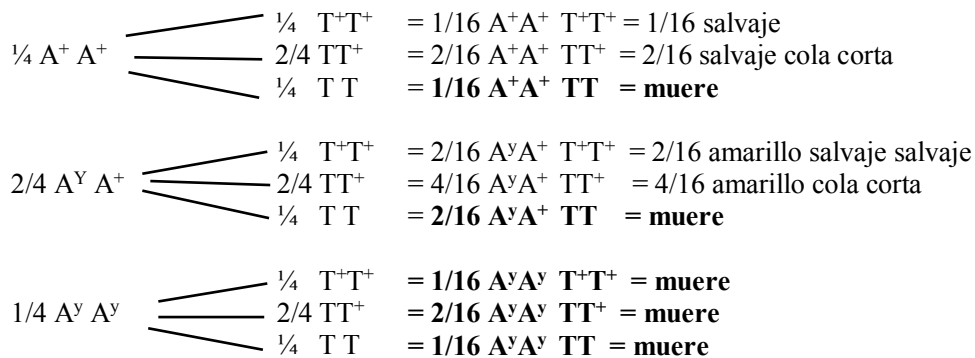 ¼ T⁺T⁺ = 1/16 A⁺A⁺ T⁺T⁺ = 1/16 salvaje
¼ A⁺ A⁺ 2/4 TT⁺ = 2/16 A⁺A⁺ TT⁺ = 2/16 salvaje cola corta
¼ T T = 1/16 A⁺A⁺ TT = muere
¼ T⁺T⁺ = 2/16 AʸA⁺ T⁺T⁺ = 2/16 amarillo salvaje salvaje
2/4 Aʸ A⁺ 2/4 TT⁺ = 4/16 AʸA⁺ TT⁺ = 4/16 amarillo cola corta
¼ T T = 2/16 AʸA⁺ TT = muere
¼ T⁺T⁺ = 1/16 AʸAʸ T⁺T⁺ = muere
1/4 Aʸ Aʸ 2/4 TT⁺ = 2/16 AʸAʸ TT⁺ = muere
¼ T T = 1/16 AʸAʸ TT = muere